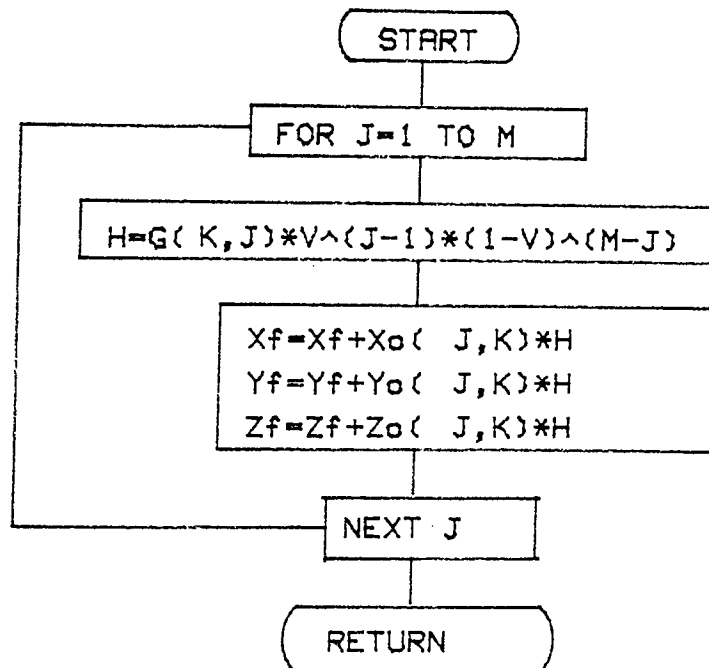 START
FOR J=1 TO M
H=G( K,J)*V^(J-1)*(1-V)^(M-J)
Xf=Xf+Xo( J,K)*H
Yf=Yf+Yo( J,K)*H
Zf=Zf+Zo( J,K)*H
NEXT J
RETURN